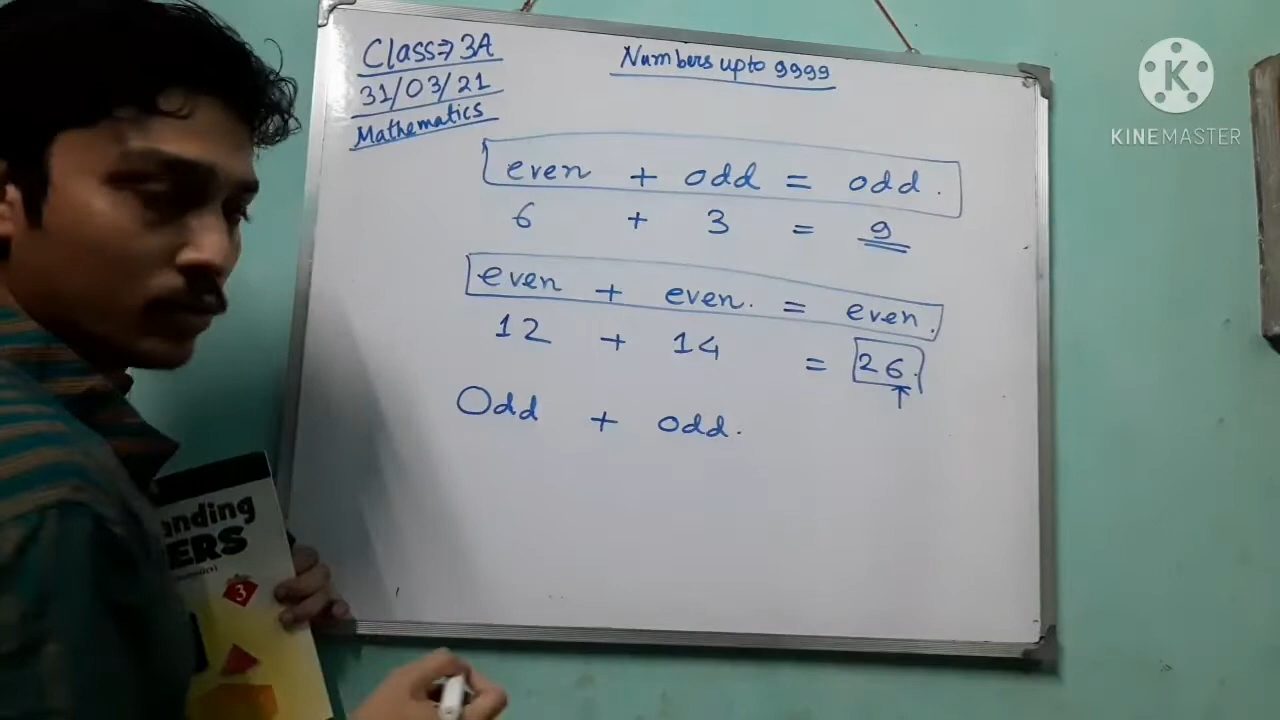 Class⇒3A
31/03/21
Mathematics
Numbers upto 9999
even + odd = odd.
6 + 3 = 9
even + even. = even.
12 + 14 = 26.
Odd + odd.
anding
ERS
3
K
KINEMASTER